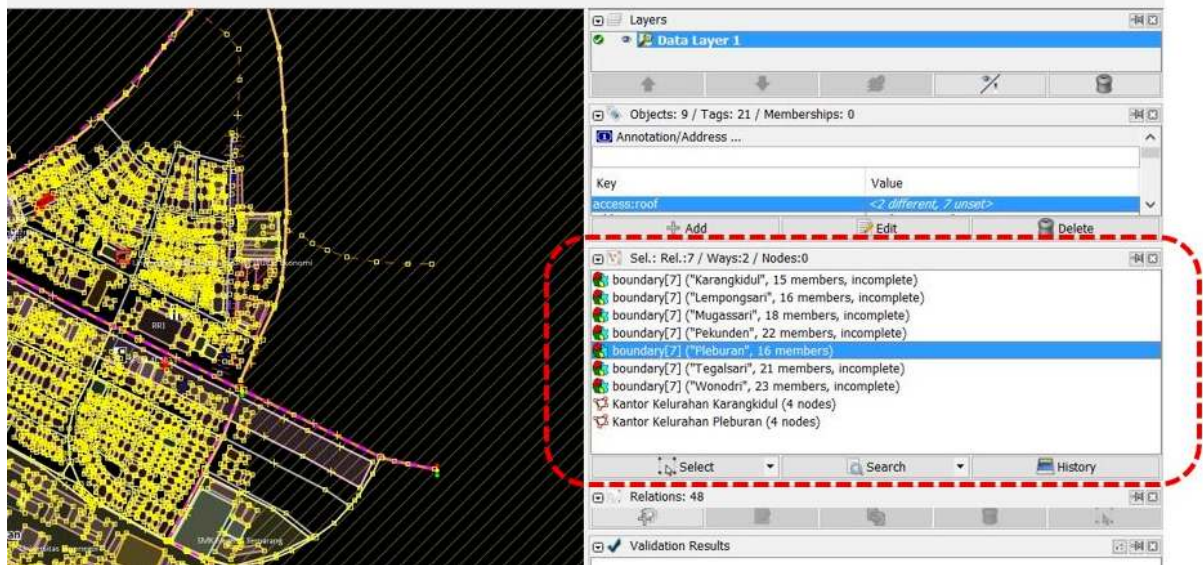 Layers
Data Layer 1
Objects: 9 / Tags: 21 / Memberships: 0
Annotation/Address ...
Key Value
access:roof <2 different, 7 unset>
Add Edit Delete
Sel.: Rel.:7 / Ways:2 / Nodes:0
boundary[7] ("Karangkidul", 15 members, incomplete)
boundary[7] ("Lempongsari", 16 members, incomplete)
boundary[7] ("Mugassari", 18 members, incomplete)
boundary[7] ("Pekunden", 22 members, incomplete)
boundary[7] ("Pleburan", 16 members)
boundary[7] ("Tegalsari", 21 members, incomplete)
boundary[7] ("Wonodri", 23 members, incomplete)
Kantor Kelurahan Karangkidul (4 nodes)
Kantor Kelurahan Pleburan (4 nodes)
Select Search History
Relations: 48
Validation Results
RRI